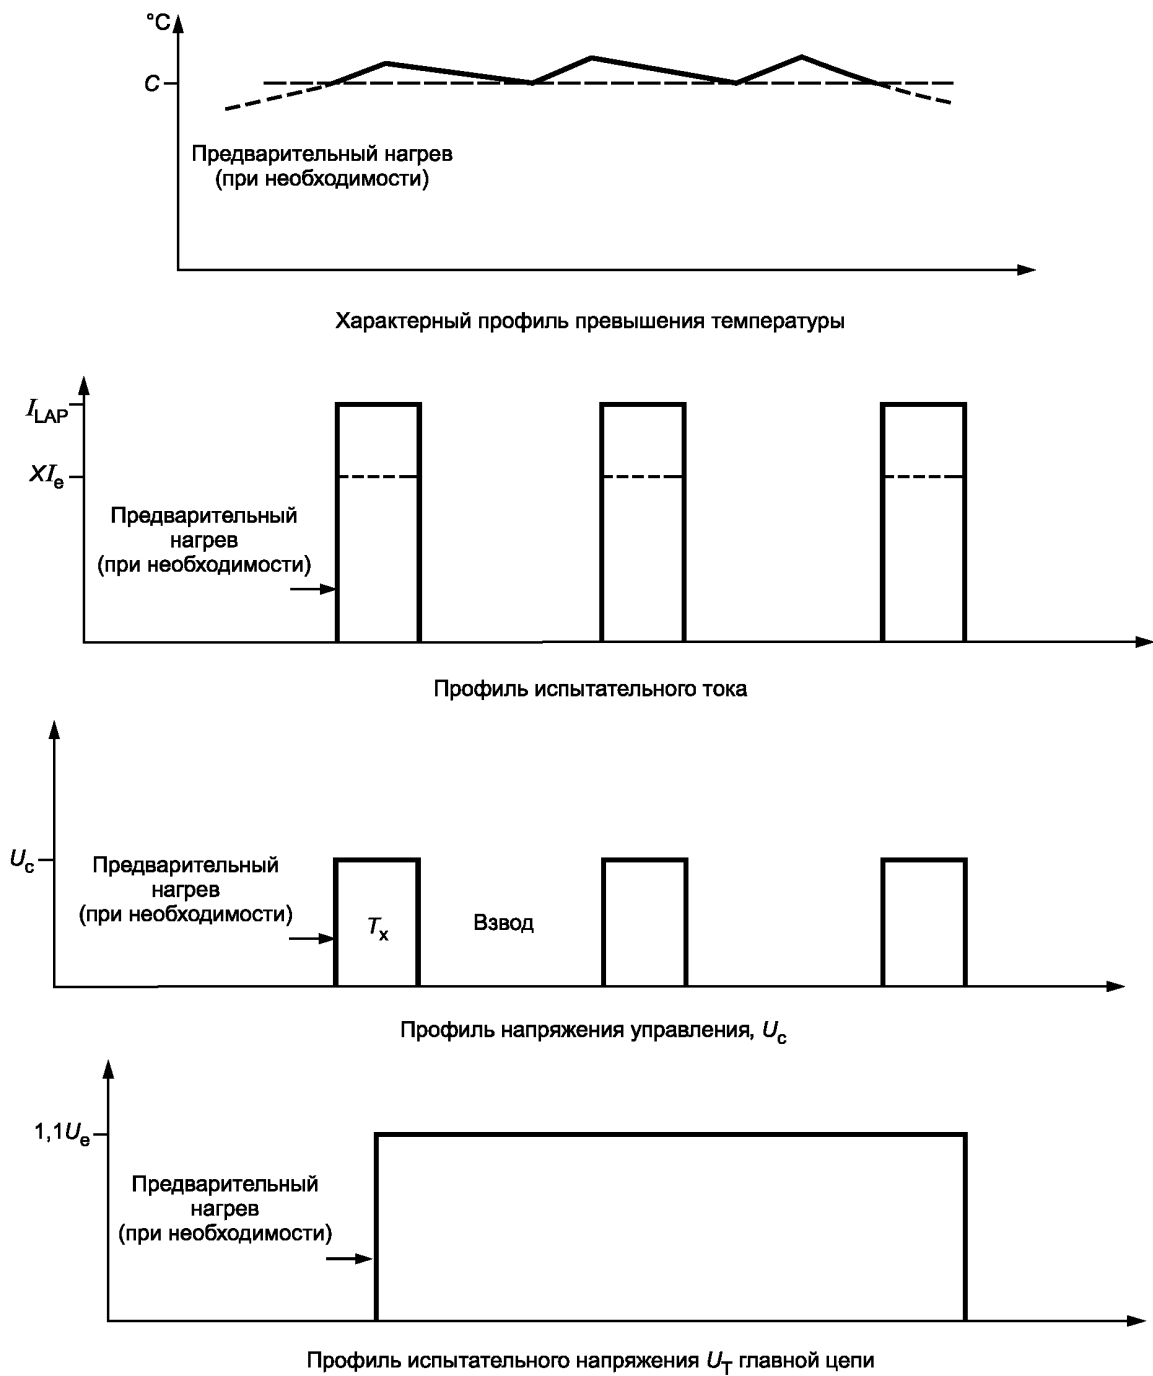 °C
C
Предварительный нагрев
(при необходимости)
Характерный профиль превышения температуры
I_LAP
XI_e
Предварительный
нагрев
(при необходимости)
Профиль испытательного тока
U_c
Предварительный
нагрев
(при необходимости)
T_x
Взвод
Профиль напряжения управления, U_c
1,1U_e
Предварительный
нагрев
(при необходимости)
Профиль испытательного напряжения U_T главной цепи